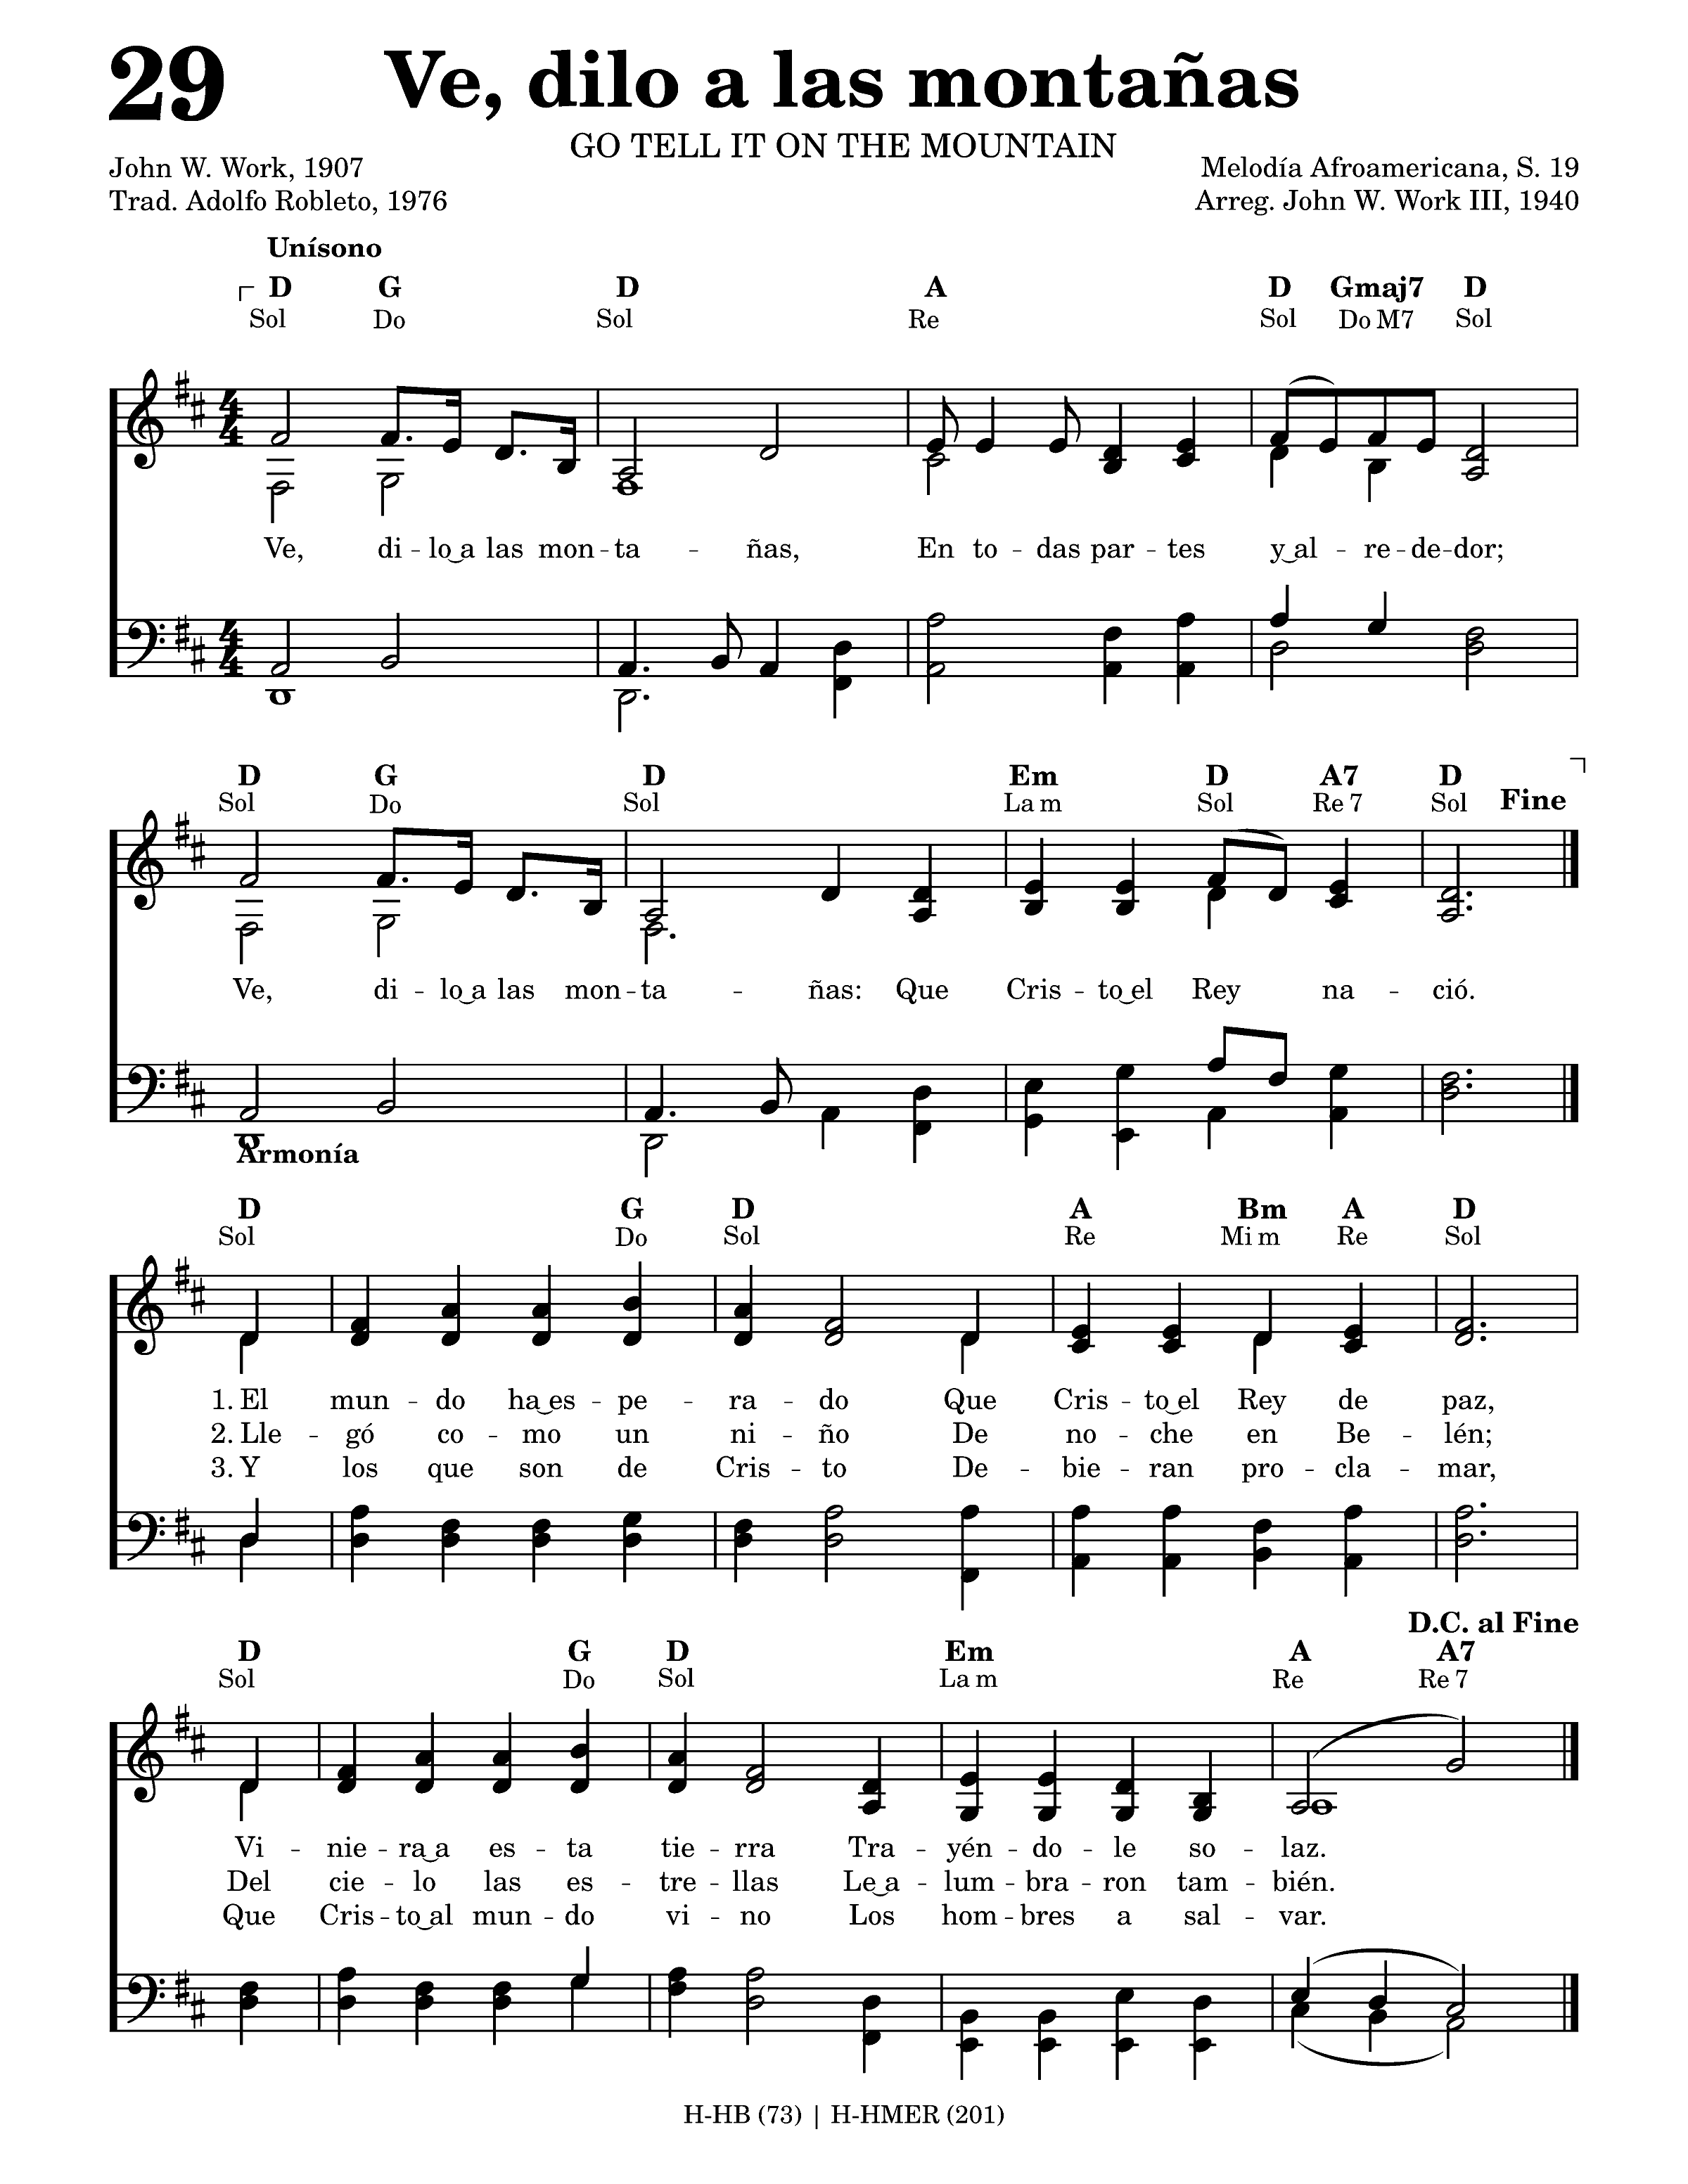 29 Ve, dilo a las montañas
GO TELL IT ON THE MOUNTAIN
John W. Work, 1907 Melodía Afroamericana, S. 19
Trad. Adolfo Robleto, 1976 Arreg. John W. Work III, 1940
Unísono
D G D A D Gmaj7 D
Sol Do Sol Re Sol Do M7 Sol
4
4
Ve, di - lo‿a las mon - ta - ñas, En to - das par - tes y‿al - re - de - dor;
4
4
D G D Em D A7 D
Sol Do Sol La m Sol Re 7 Sol Fine
Ve, di - lo‿a las mon - ta - ñas: Que Cris - to‿el Rey na - ció.
Armonía
D G D A Bm A D
Sol Do Sol Re Mi m Re Sol
1. El mun - do ha‿es - pe - ra - do Que Cris - to‿el Rey de paz,
2. Lle - gó co - mo un ni - ño De no - che en Be - lén;
3. Y los que son de Cris - to De - bie - ran pro - cla - mar,
D.C. al Fine
D G D Em A A7
Sol Do Sol La m Re Re 7
Vi - nie - ra‿a es - ta tie - rra Tra - yén - do - le so - laz.
Del cie - lo las es - tre - llas Le‿a - lum - bra - ron tam - bién.
Que Cris - to‿al mun - do vi - no Los hom - bres a sal - var.
H-HB (73) | H-HMER (201)